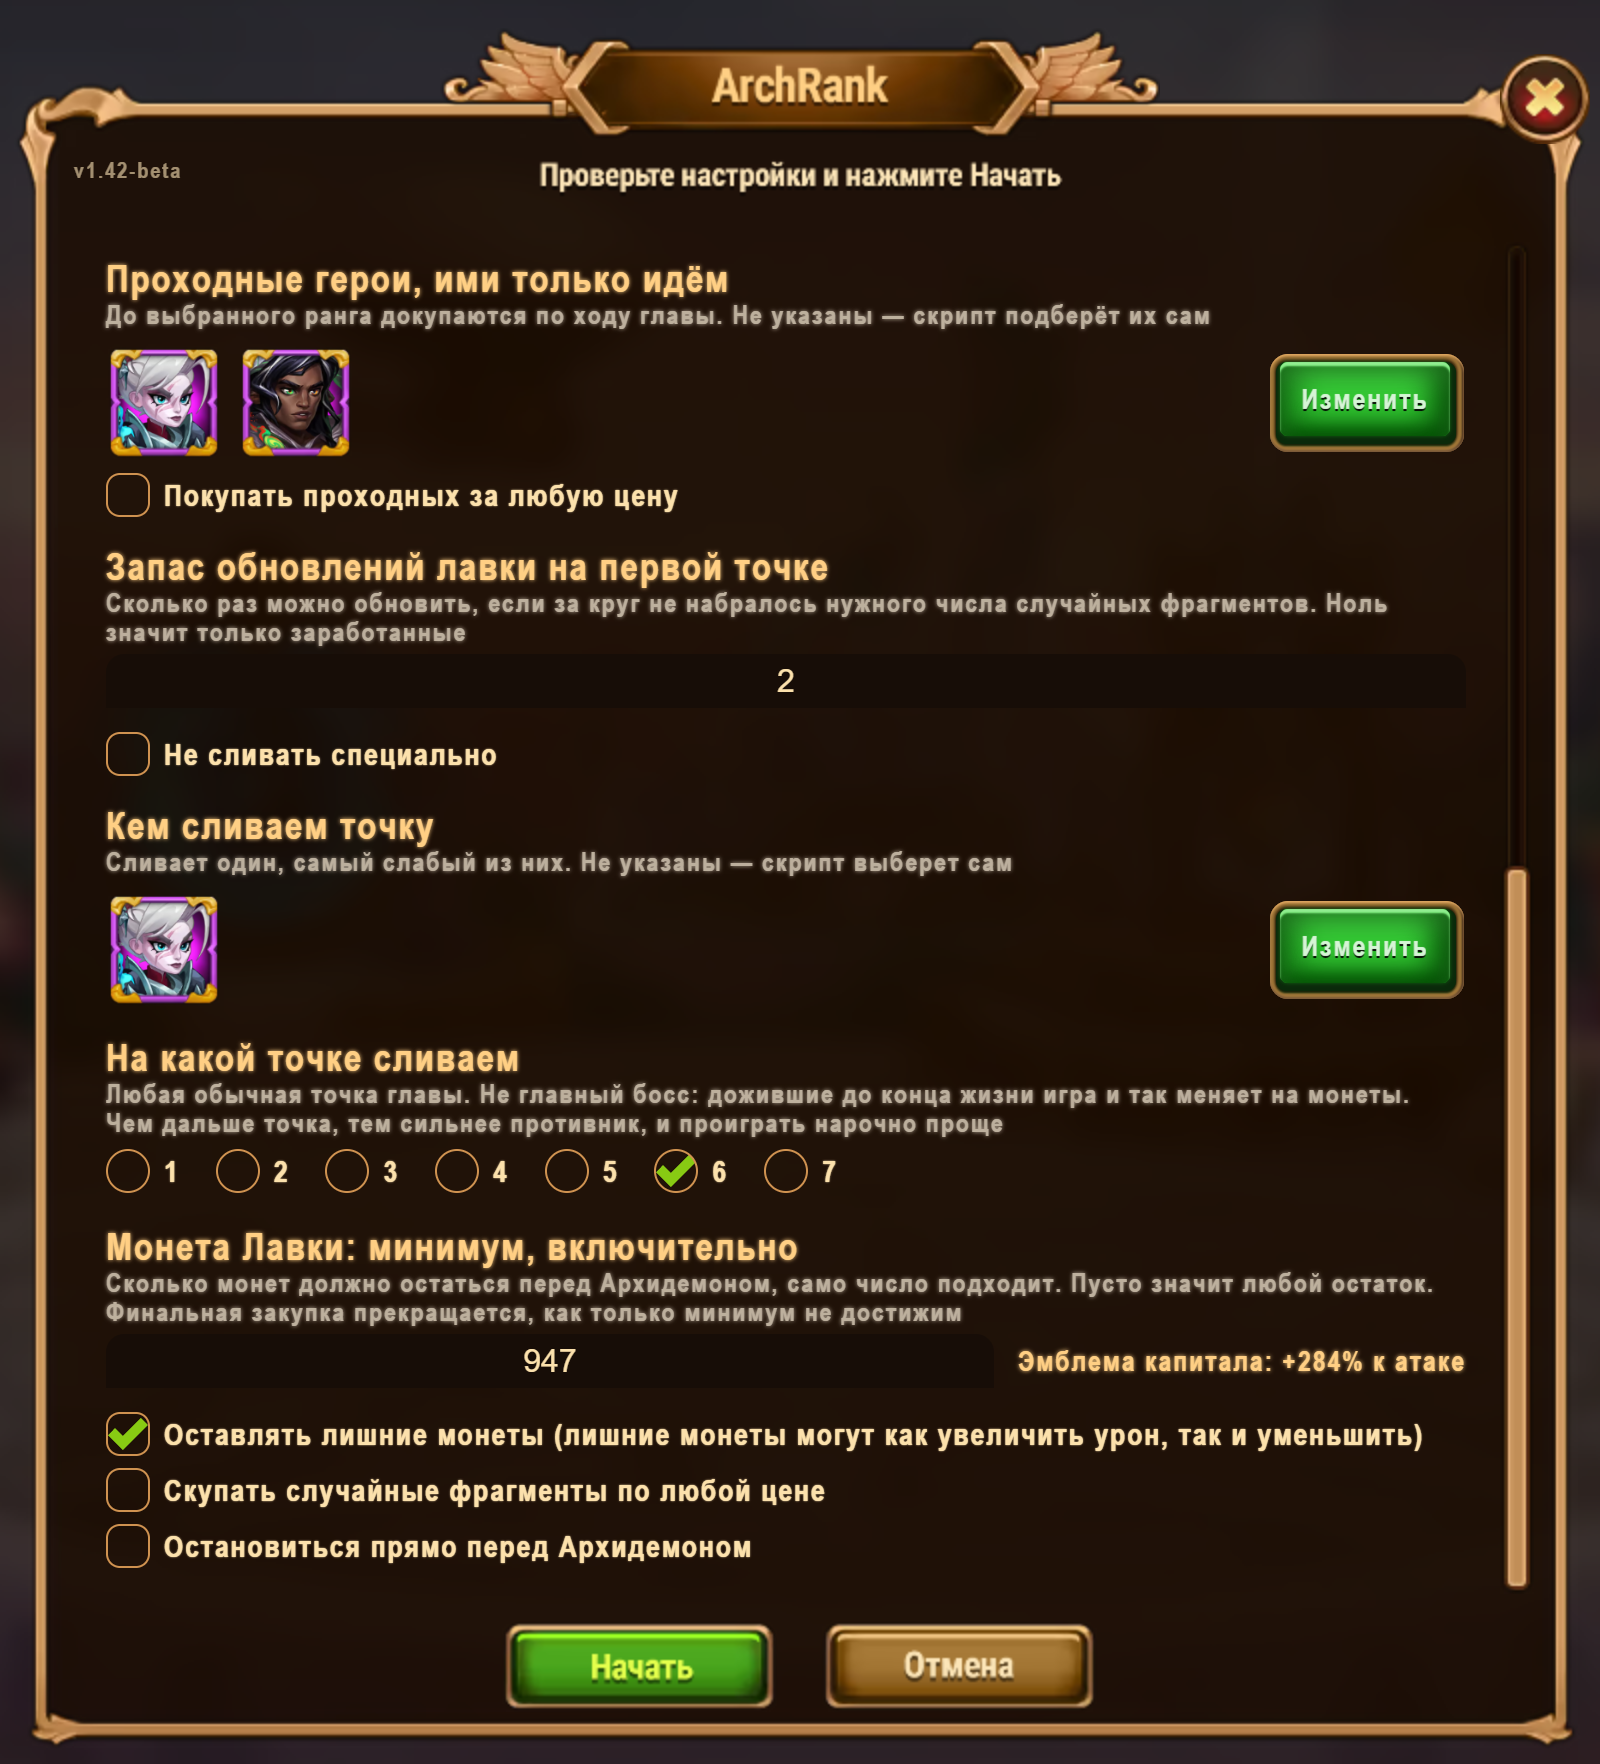 ArchRank
v1.42-beta
Проверьте настройки и нажмите Начать
Проходные герои, ими только идём
До выбранного ранга докупаются по ходу главы. Не указаны — скрипт подберёт их сам
Изменить
Покупать проходных за любую цену
Запас обновлений лавки на первой точке
Сколько раз можно обновить, если за круг не набралось нужного числа случайных фрагментов. Ноль
значит только заработанные
2
Не сливать специально
Кем сливаем точку
Сливает один, самый слабый из них. Не указаны — скрипт выберет сам
Изменить
На какой точке сливаем
Любая обычная точка главы. Не главный босс: дожившие до конца жизни игра и так меняет на монеты.
Чем дальше точка, тем сильнее противник, и проиграть нарочно проще
1 2 3 4 5 6 7
Монета Лавки: минимум, включительно
Сколько монет должно остаться перед Архидемоном, само число подходит. Пусто значит любой остаток.
Финальная закупка прекращается, как только минимум не достижим
947 Эмблема капитала: +284% к атаке
Оставлять лишние монеты (лишние монеты могут как увеличить урон, так и уменьшить)
Скупать случайные фрагменты по любой цене
Остановиться прямо перед Архидемоном
Начать Отмена